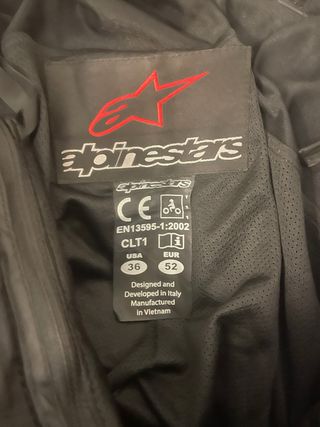 alpinestars
alpinestars
CE
EN13595-1:2002
CLT1 i
USA EUR
36 52
Designed and
Developed in Italy
Manufactured
in Vietnam